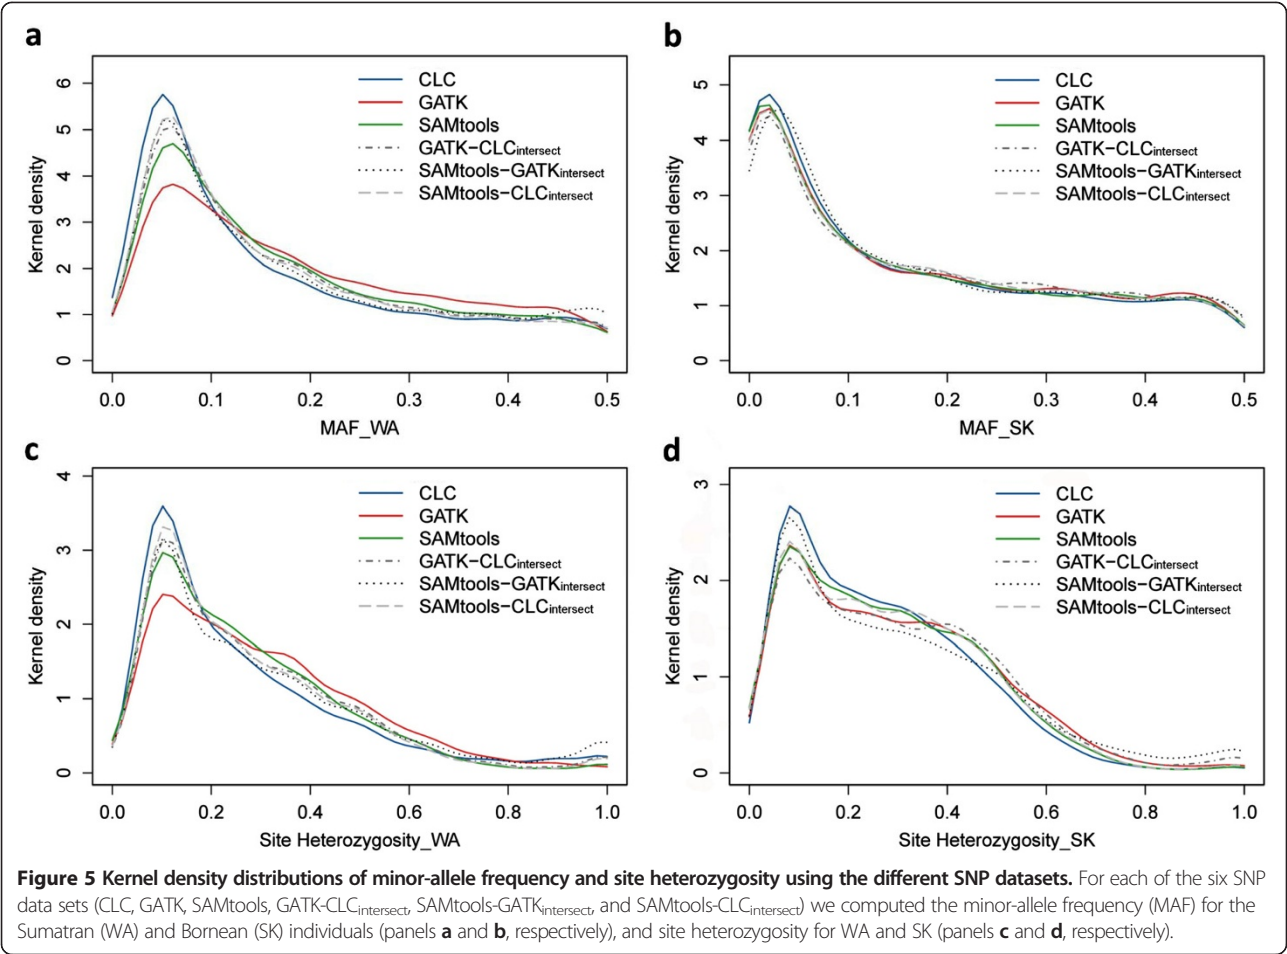 a
6
5
4
3
2
1
0
Kernel density
CLC
GATK
SAMtools
GATK−CLCintersect
SAMtools−GATKintersect
SAMtools−CLCintersect
0.0 0.1 0.2 0.3 0.4 0.5
MAF_WA
b
5
4
3
2
1
0
Kernel density
CLC
GATK
SAMtools
GATK−CLCintersect
SAMtools−GATKintersect
SAMtools−CLCintersect
0.0 0.1 0.2 0.3 0.4 0.5
MAF_SK
c
4
3
2
1
0
Kernel density
CLC
GATK
SAMtools
GATK−CLCintersect
SAMtools−GATKintersect
SAMtools−CLCintersect
0.0 0.2 0.4 0.6 0.8 1.0
Site Heterozygosity_WA
d
3
2
1
0
Kernel density
CLC
GATK
SAMtools
GATK−CLCintersect
SAMtools−GATKintersect
SAMtools−CLCintersect
0.0 0.2 0.4 0.6 0.8 1.0
Site Heterozygosity_SK
Figure 5 Kernel density distributions of minor-allele frequency and site heterozygosity using the different SNP datasets. For each of the six SNP
data sets (CLC, GATK, SAMtools, GATK-CLCintersect, SAMtools-GATKintersect, and SAMtools-CLCintersect) we computed the minor-allele frequency (MAF) for the
Sumatran (WA) and Bornean (SK) individuals (panels a and b, respectively), and site heterozygosity for WA and SK (panels c and d, respectively).